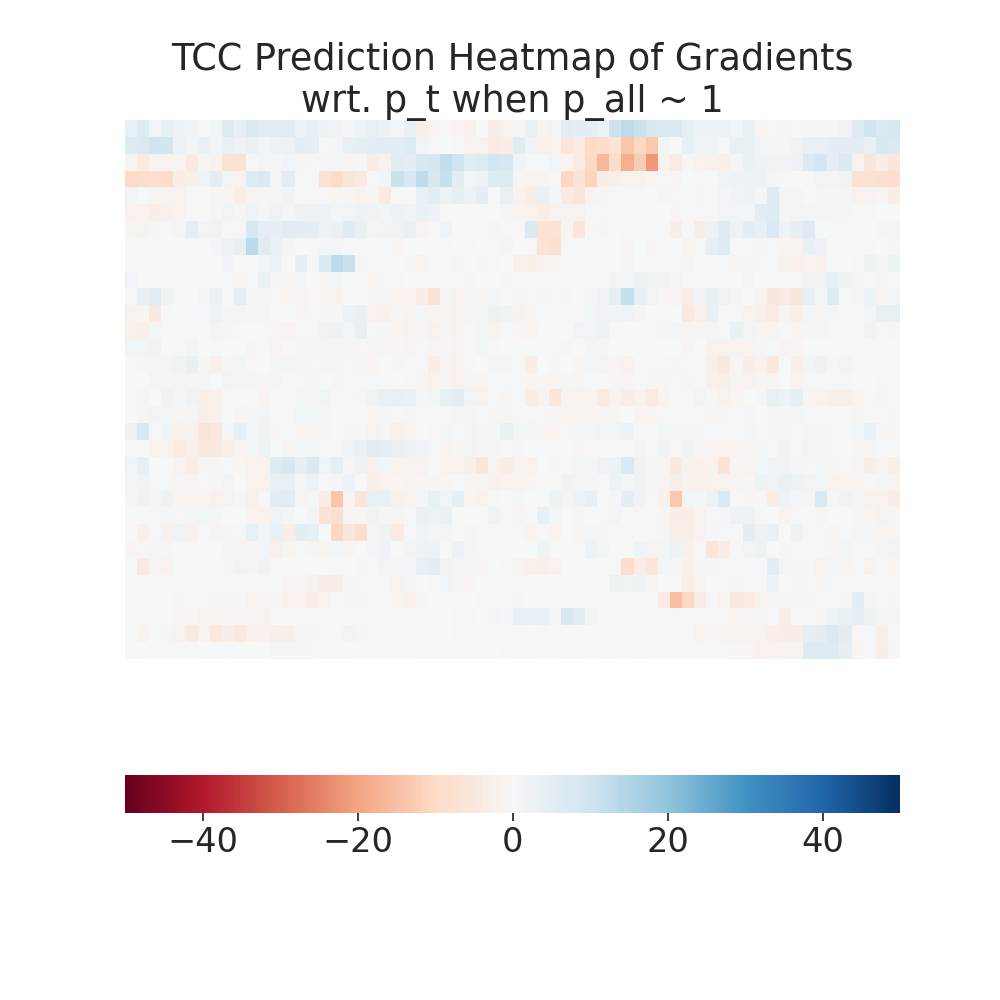 TCC Prediction Heatmap of Gradients
wrt. p_t when p_all ~ 1
−40 −20 0 20 40